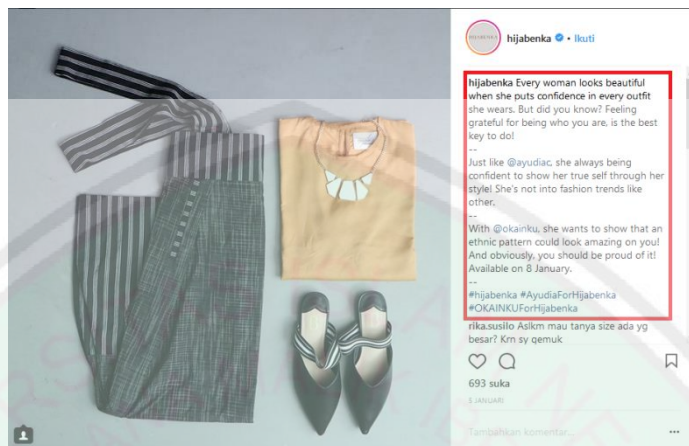 HIJABENKA
hijabenka • Ikuti
hijabenka Every woman looks beautiful
when she puts confidence in every outfit
she wears. But did you know? Feeling
grateful for being who you are, is the best
key to do!
--
Just like @ayudiac, she always being
confident to show her true self through her
style! She's not into fashion trends like
other.
--
With @okainku, she wants to show that an
ethnic pattern could look amazing on you!
And obviously, you should be proud of it!
Available on 8 January.
--
#hijabenka #AyudiaForHijabenka
#OKAINKUForHijabenka
rika.susilo Aslkm mau tanya size ada yg
besar? Krn sy gemuk
693 suka
Tambahkan komentar...